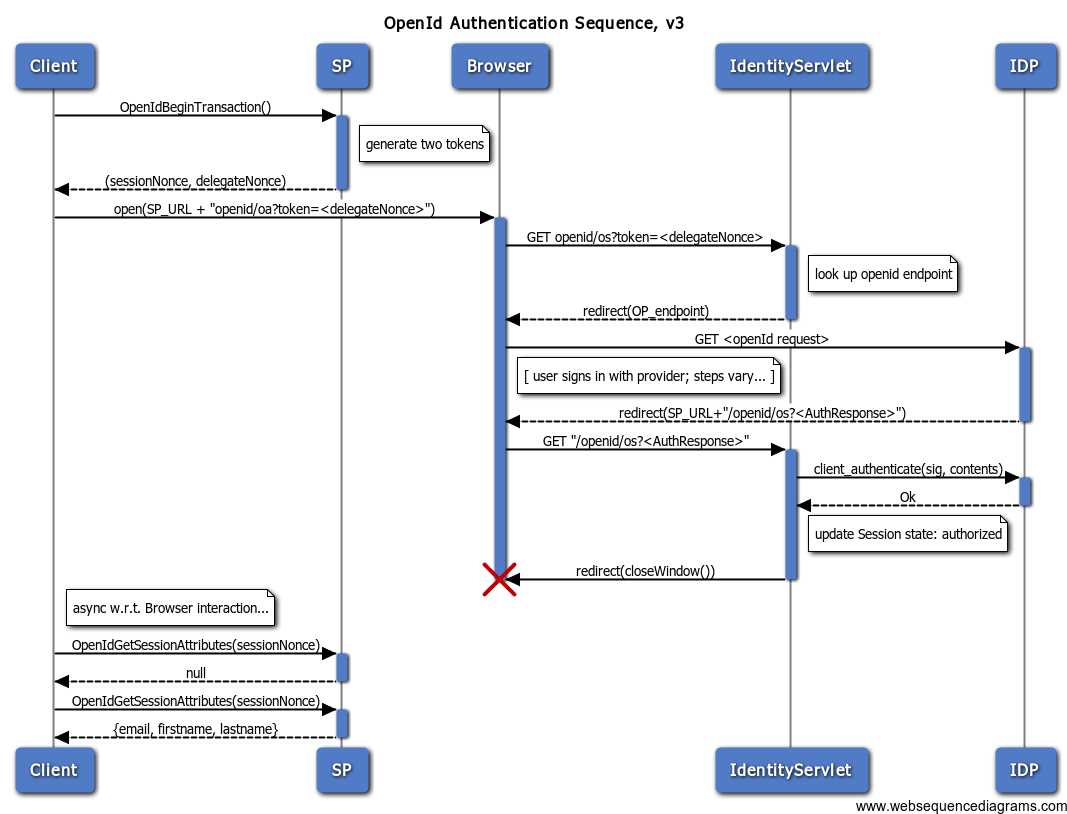 OpenId Authentication Sequence, v3
Client
SP
Browser
IdentityServlet
IDP
OpenIdBeginTransaction()
generate two tokens
(sessionNonce, delegateNonce)
open(SP_URL + "openid/oa?token=<delegateNonce>")
GET openid/os?token=<delegateNonce>
look up openid endpoint
redirect(OP_endpoint)
GET <openId request>
[ user signs in with provider; steps vary... ]
redirect(SP_URL+"/openid/os?<AuthResponse>")
GET "/openid/os?<AuthResponse>"
client_authenticate(sig, contents)
Ok
update Session state: authorized
redirect(closeWindow())
async w.r.t. Browser interaction...
OpenIdGetSessionAttributes(sessionNonce)
null
OpenIdGetSessionAttributes(sessionNonce)
{email, firstname, lastname}
Client
SP
IdentityServlet
IDP
www.websequencediagrams.com